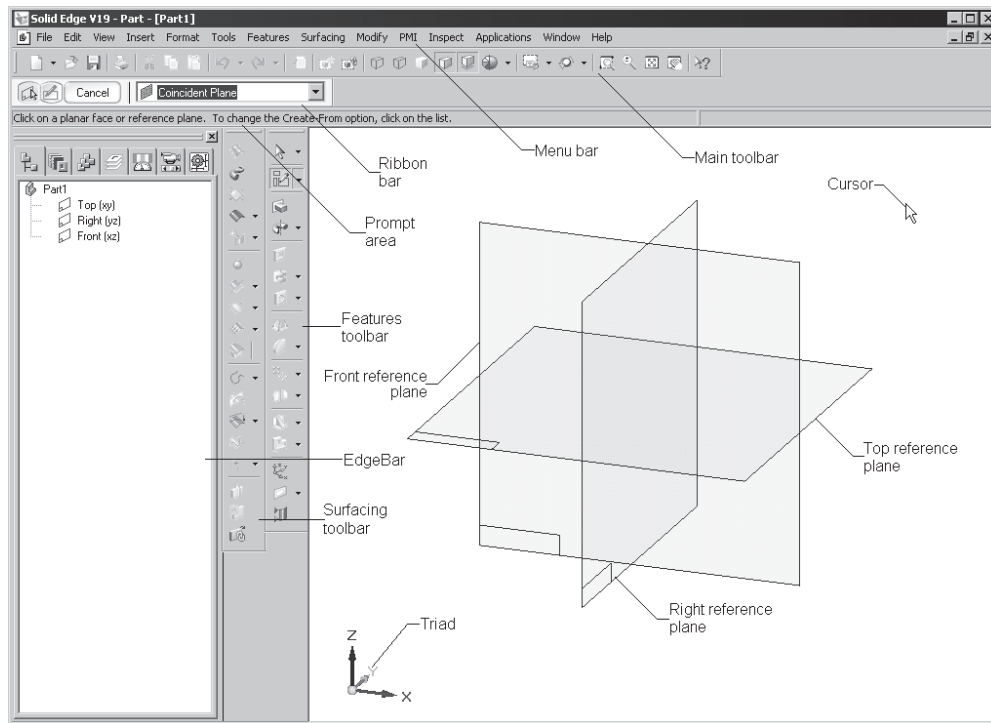 Solid Edge V19 - Part - [Part1]
File Edit View Insert Format Tools Features Surfacing Modify PMI Inspect Applications Window Help
Cancel Coincident Plane
Click on a planar face or reference plane. To change the Create-From option, click on the list.
Menu bar
Main toolbar
Ribbon
bar
Cursor
Part1
Top (xy)
Right (yz)
Front (xz)
Prompt
area
Features
toolbar
Front reference
plane
Top reference
plane
EdgeBar
Surfacing
toolbar
Right reference
plane
Triad
Z
Y
X